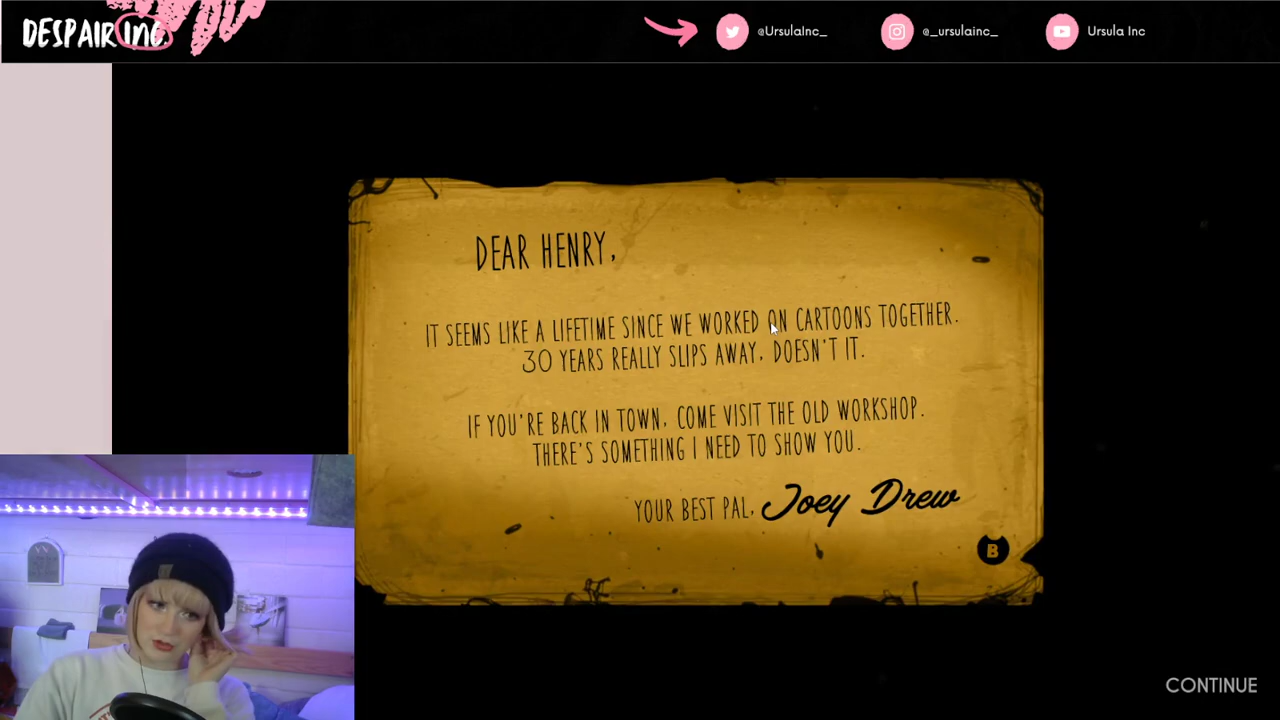 DESPAIR Inc.
@UrsulaInc_
@_ursulainc_
Ursula Inc
DEAR HENRY,
IT SEEMS LIKE A LIFETIME SINCE WE WORKED ON CARTOONS TOGETHER.
30 YEARS REALLY SLIPS AWAY, DOESN'T IT.
IF YOU'RE BACK IN TOWN, COME VISIT THE OLD WORKSHOP.
THERE'S SOMETHING I NEED TO SHOW YOU.
YOUR BEST PAL, Joey Drew
B
CONTINUE